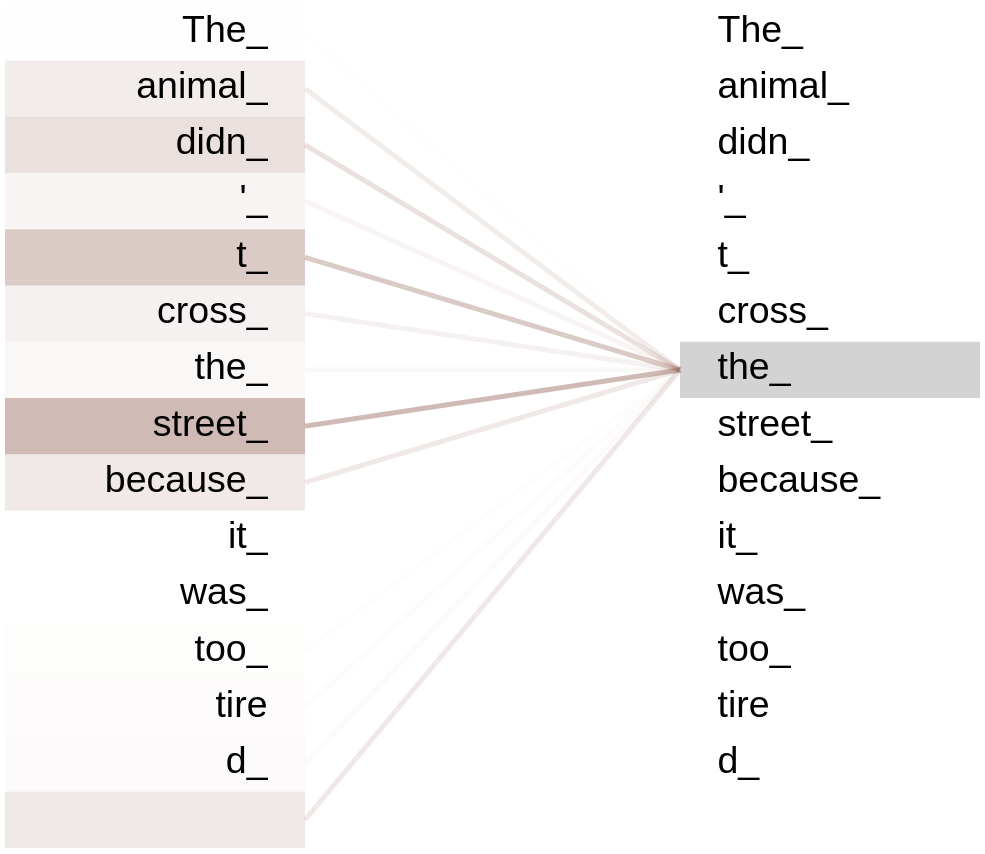 The_ The_
animal_ animal_
didn_ didn_
'_ '_
t_ t_
cross_ cross_
the_ the_
street_ street_
because_ because_
it_ it_
was_ was_
too_ too_
tire tire
d_ d_